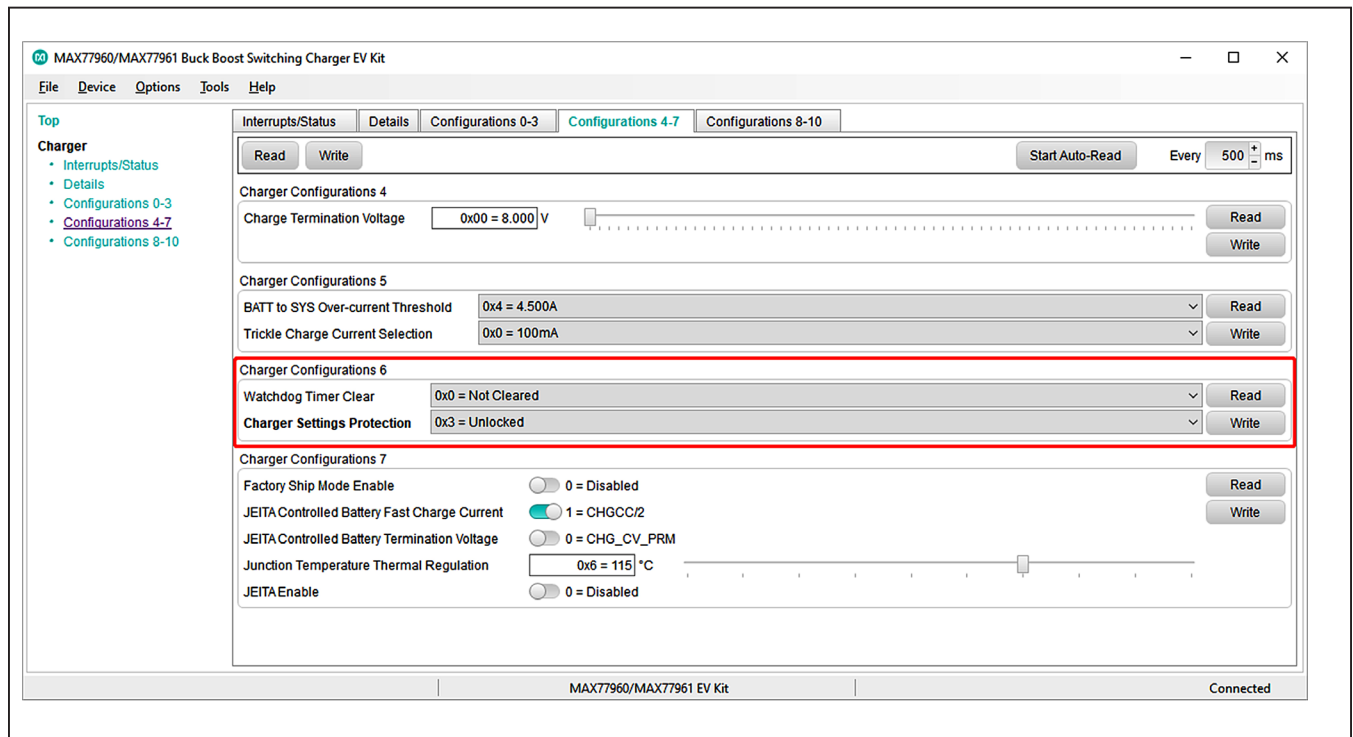 MAX77960/MAX77961 Buck Boost Switching Charger EV Kit
File Device Options Tools Help
Top
Charger
• Interrupts/Status
• Details
• Configurations 0-3
• Configurations 4-7
• Configurations 8-10
Interrupts/Status Details Configurations 0-3 Configurations 4-7 Configurations 8-10
Read Write Start Auto-Read Every 500 + - ms
Charger Configurations 4
Charge Termination Voltage 0x00 = 8.000 V Read
Write
Charger Configurations 5
BATT to SYS Over-current Threshold 0x4 = 4.500A Read
Trickle Charge Current Selection 0x0 = 100mA Write
Charger Configurations 6
Watchdog Timer Clear 0x0 = Not Cleared Read
Charger Settings Protection 0x3 = Unlocked Write
Charger Configurations 7
Factory Ship Mode Enable 0 = Disabled Read
JEITA Controlled Battery Fast Charge Current 1 = CHGCC/2 Write
JEITA Controlled Battery Termination Voltage 0 = CHG_CV_PRM
Junction Temperature Thermal Regulation 0x6 = 115 °C
JEITA Enable 0 = Disabled
MAX77960/MAX77961 EV Kit Connected